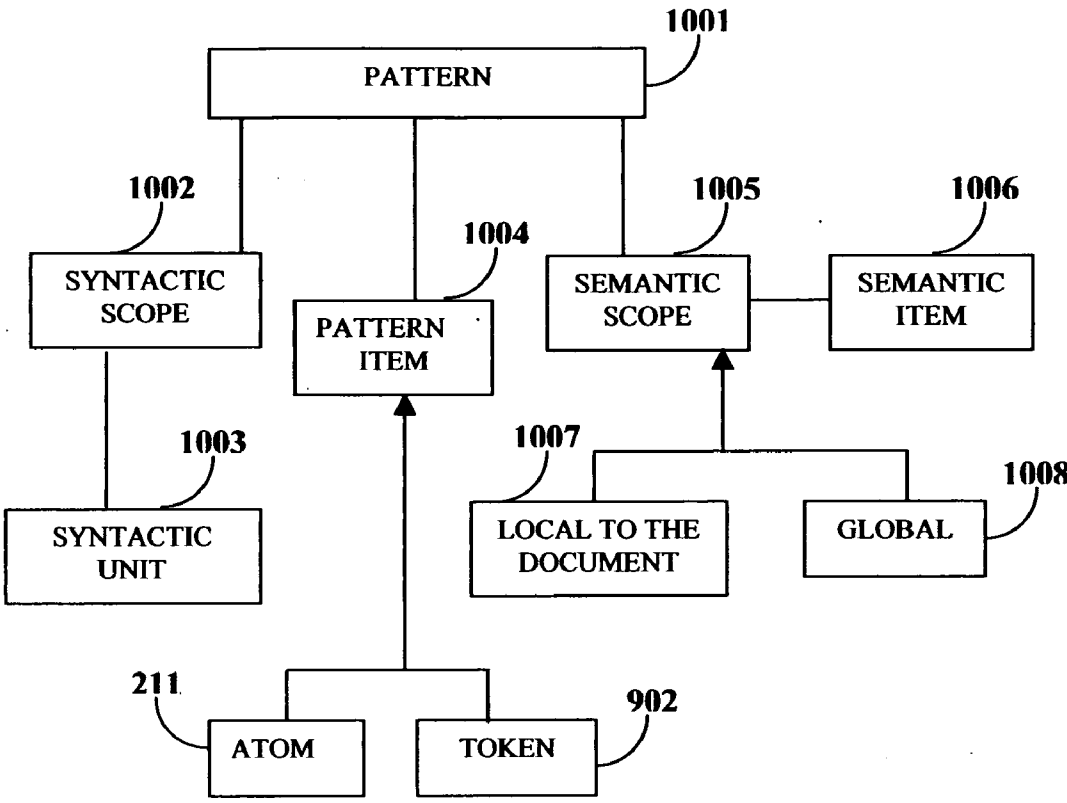 1001
PATTERN
1002
1005
1006
1004
SYNTACTIC
SCOPE
SEMANTIC
SCOPE
SEMANTIC
ITEM
PATTERN
ITEM
1003
1007
1008
SYNTACTIC
UNIT
LOCAL TO THE
DOCUMENT
GLOBAL
211
902
ATOM
TOKEN